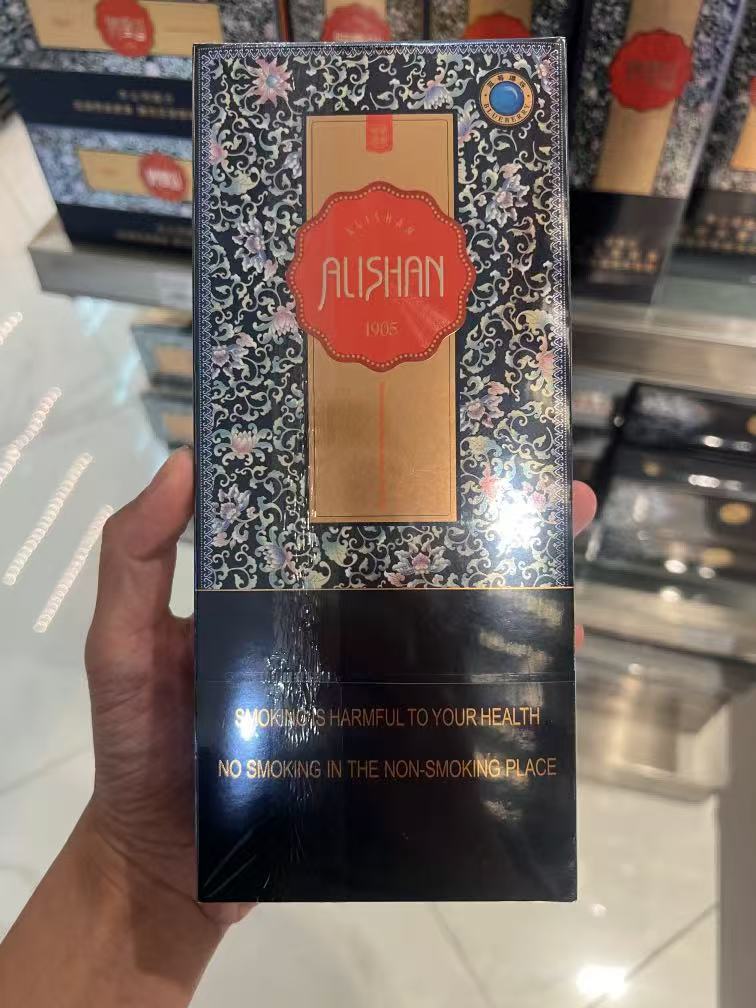 BLUEBERRY
ALISHAN
ALISHAN
1905
SMOKING IS HARMFUL TO YOUR HEALTH
NO SMOKING IN THE NON-SMOKING PLACE